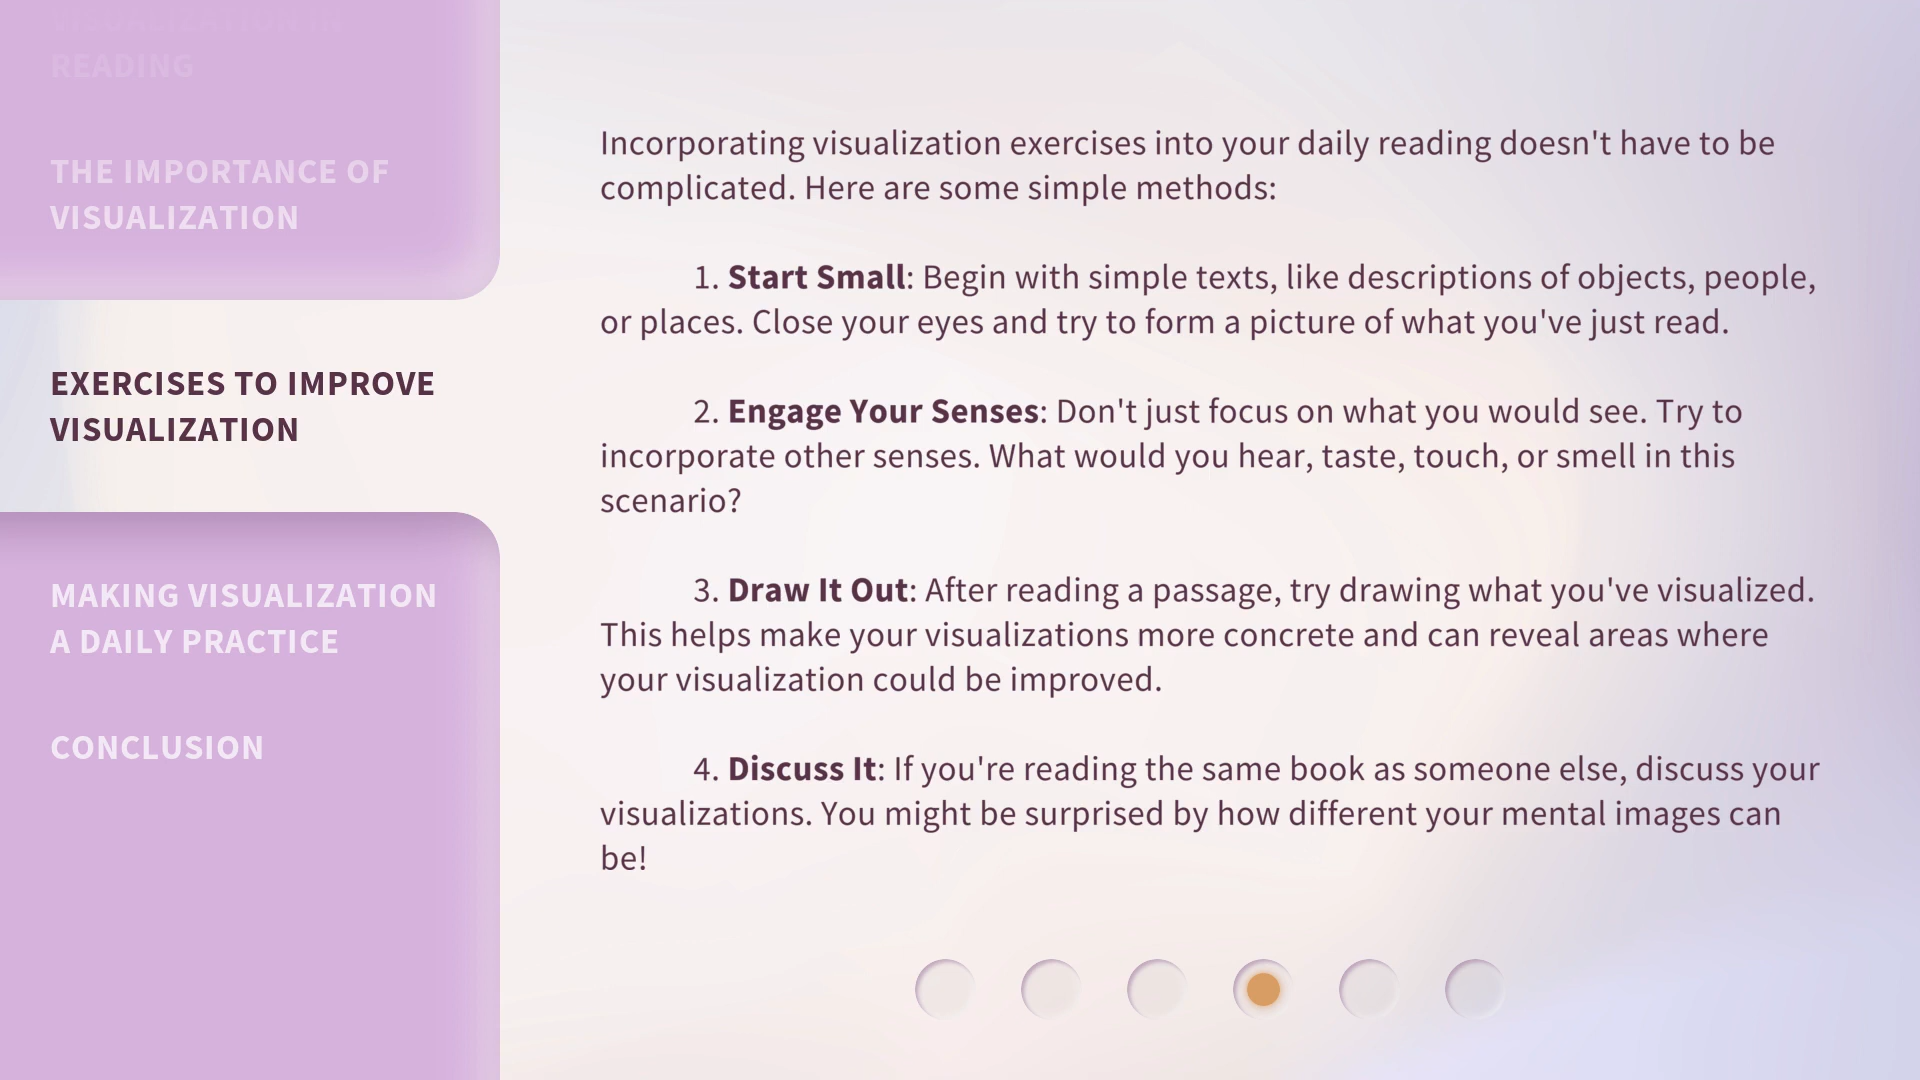 VIZUALIZATION IN
READING
THE IMPORTANCE OF
VISUALIZATION
EXERCISES TO IMPROVE
VISUALIZATION
MAKING VISUALIZATION
A DAILY PRACTICE
CONCLUSION
Incorporating visualization exercises into your daily reading doesn't have to be
complicated. Here are some simple methods:
1. Start Small: Begin with simple texts, like descriptions of objects, people,
or places. Close your eyes and try to form a picture of what you've just read.
2. Engage Your Senses: Don't just focus on what you would see. Try to
incorporate other senses. What would you hear, taste, touch, or smell in this
scenario?
3. Draw It Out: After reading a passage, try drawing what you've visualized.
This helps make your visualizations more concrete and can reveal areas where
your visualization could be improved.
4. Discuss It: If you're reading the same book as someone else, discuss your
visualizations. You might be surprised by how different your mental images can
be!